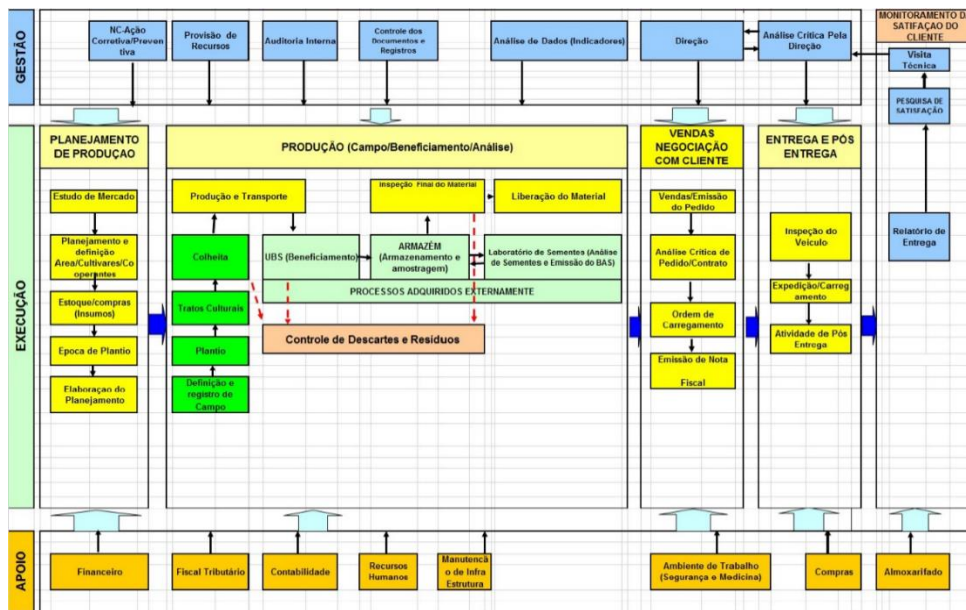 GESTÃO
NC-Ação
Corretiva/Preven
tiva
Provisão de
Recursos
Auditoria Interna
Controle dos
Documentos e
Registros
Análise de Dados (Indicadores)
Direção
Análise Critica Pela
Direção
MONITORAMENTO DA
SATIFAÇAO DO
CLIENTE
Visita
Técnica
PESQUISA DE
SATISFAÇÃO
Relatório de
Entrega
EXECUÇÃO
PLANEJAMENTO
DE PRODUÇAO
Estudo de Mercado
Planejamento e
definição
Area/Cultivares/Co
operantes
Estoque/compras
(Insumos)
Epoca de Plantio
Elaboraçao do
Planejamento
PRODUÇÃO (Campo/Beneficiamento/Análise)
Produção e Transporte
Inspeção Final do Material
Liberação do Material
Colheita
UBS (Beneficiamento)
ARMAZÉM
(Armazenamento e
amostragem)
Laboratório de Sementes (Análise
de Sementes e Emissão do BAS)
PROCESSOS ADQUIRIDOS EXTERNAMENTE
Tratos Culturais
Controle de Descartes e Resíduos
Plantio
Definição e
registro de
Campo
VENDAS
NEGOCIAÇÃO
COM CLIENTE
Vendas/Emissão
do Pedido
Análise Crítica de
Pedido/Contrato
Ordem de
Carregamento
Emissão de Nota
Fiscal
ENTREGA E PÓS
ENTREGA
Inspeção do
Veiculo
Expedição/Carreg
amento
Atividade de Pós
Entrega
APOIO
Financeiro
Fiscal Tributário
Contabilidade
Recursos
Humanos
Manutençã
o de Infra
Estrutura
Ambiente de Trabalho
(Segurança e Medicina)
Compras
Almoxarifado